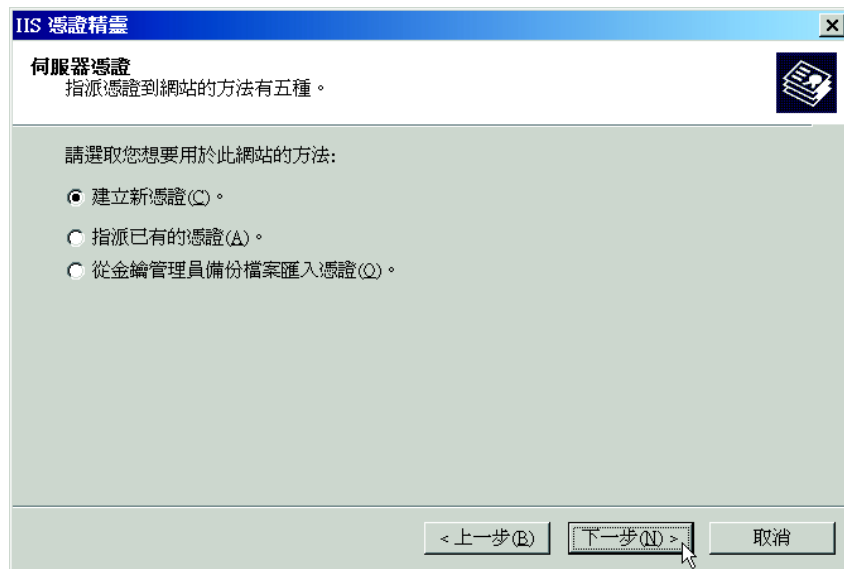 IIS 憑證精靈
伺服器憑證
指派憑證到網站的方法有五種。
請選取您想要用於此網站的方法:
建立新憑證(C)。
指派已有的憑證(A)。
從金鑰管理員備份檔案匯入憑證(O)。
<上一步(B) 下一步(N)> 取消